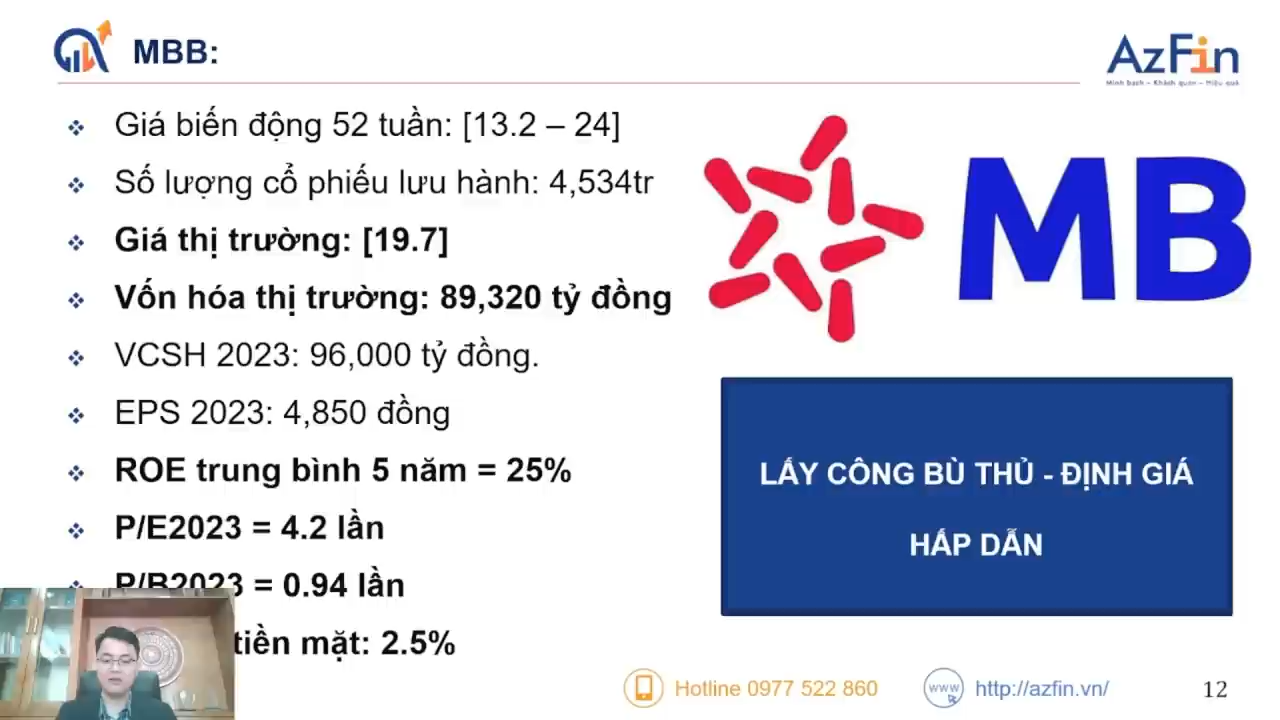 MBB:
AzFin
Minh bạch – Khách quan – Hiệu quả
Giá biến động 52 tuần: [13.2 – 24]
Số lượng cổ phiếu lưu hành: 4,534tr
Giá thị trường: [19.7]
Vốn hóa thị trường: 89,320 tỷ đồng
VCSH 2023: 96,000 tỷ đồng.
EPS 2023: 4,850 đồng
ROE trung bình 5 năm = 25%
P/E2023 = 4.2 lần
P/B2023 = 0.94 lần
tiền mặt: 2.5%
MB
LẤY CÔNG BÙ THỦ - ĐỊNH GIÁ
HẤP DẪN
Hotline 0977 522 860
www
http://azfin.vn/
12